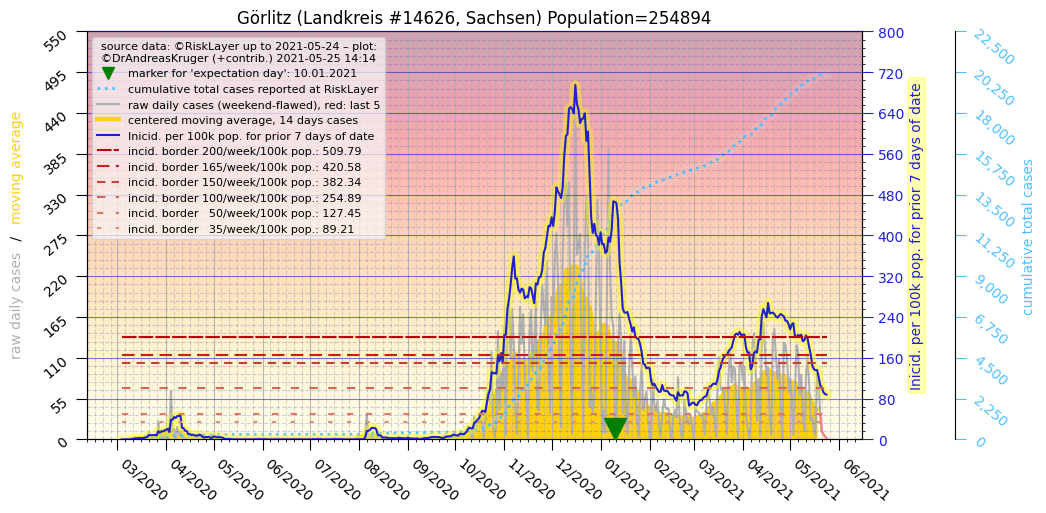 Görlitz (Landkreis #14626, Sachsen) Population=254894
source data: ©RiskLayer up to 2021-05-24 – plot:
©DrAndreasKruger (+contrib.) 2021-05-25 14:14
marker for 'expectation day': 10.01.2021
cumulative total cases reported at RiskLayer
raw daily cases (weekend-flawed), red: last 5
centered moving average, 14 days cases
Inicid. per 100k pop. for prior 7 days of date
incid. border 200/week/100k pop.: 509.79
incid. border 165/week/100k pop.: 420.58
incid. border 150/week/100k pop.: 382.34
incid. border 100/week/100k pop.: 254.89
incid. border   50/week/100k pop.: 127.45
incid. border   35/week/100k pop.: 89.21
raw daily cases / moving average
550
495
440
385
330
275
220
165
110
55
0
03/2020
04/2020
05/2020
06/2020
07/2020
08/2020
09/2020
10/2020
11/2020
12/2020
01/2021
02/2021
03/2021
04/2021
05/2021
06/2021
800
720
640
560
480
400
320
240
160
80
0
Inicid. per 100k pop. for prior 7 days of date
22,500
20,250
18,000
15,750
13,500
11,250
9,000
6,750
4,500
2,250
0
cumulative total cases